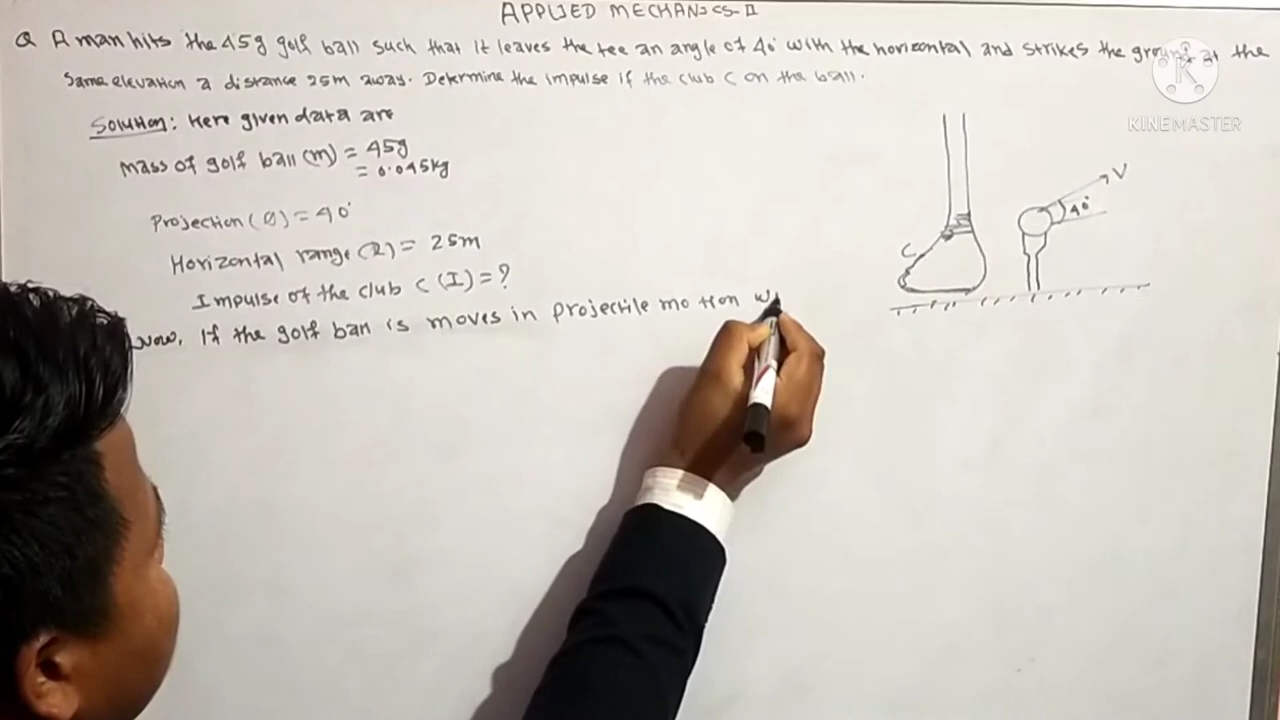 APPLIED MECHANICS-II
Q A man hits the 45g golf ball such that it leaves the tee an angle of 40° with the horizontal and strikes the ground at the
same elevation a distance 25m away. Determine the impulse if the club C on the ball.
Solution: Here given data are
Mass of golf ball (m) = 45g
= 0.045kg
Projection (θ) = 40°
Horizontal range (R) = 25m
Impulse of the club C (I) = ?
Now, If the golf ball is moves in projectile motion
C
V
40°
K
KINEMASTER